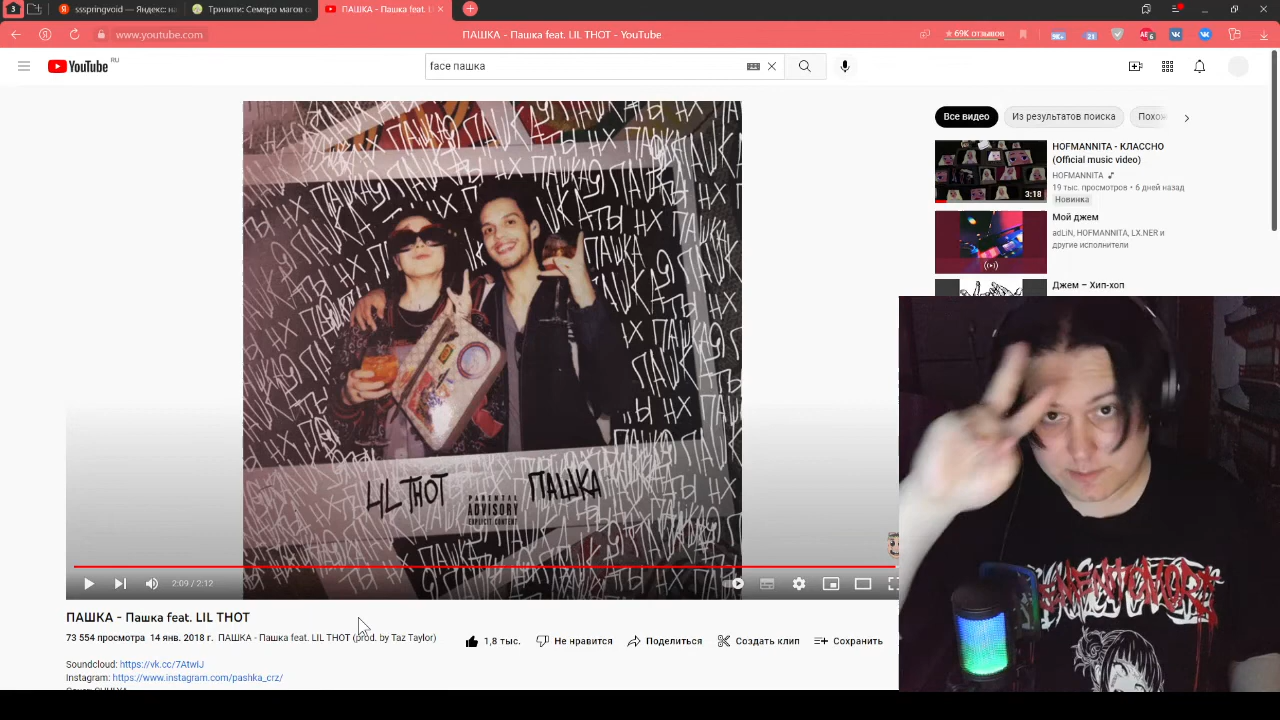 3
ssspringvoid — Яндекс: на
Тринити: Семеро магов с
ПАШКА - Пашка feat. LI
www.youtube.com
ПАШКА - Пашка feat. LIL THOT - YouTube
69K отзывов
YouTube
RU
face пашка
Все видео
Из результатов поиска
Похож
HOFMANNITA - КЛАССНО
(Official music video)
HOFMANNITA
19 тыс. просмотров • 6 дней назад
Новинка
3:18
Мой джем
adLiN, HOFMANNITA, LX.NER и
другие исполнители
Джем – Хип-хоп
LIL THOT
PARENTAL
ADVISORY
EXPLICIT CONTENT
ПАШКА
2:09 / 2:12
ПАШКА - Пашка feat. LIL THOT
73 554 просмотра 14 янв. 2018 г. ПАШКА - Пашка feat. LIL THOT (prod. by Taz Taylor)
1,8 тыс.
Не нравится
Поделиться
Создать клип
Сохранить
Soundcloud: https://vk.cc/7AtwIJ
Instagram: https://www.instagram.com/pashka_crz/